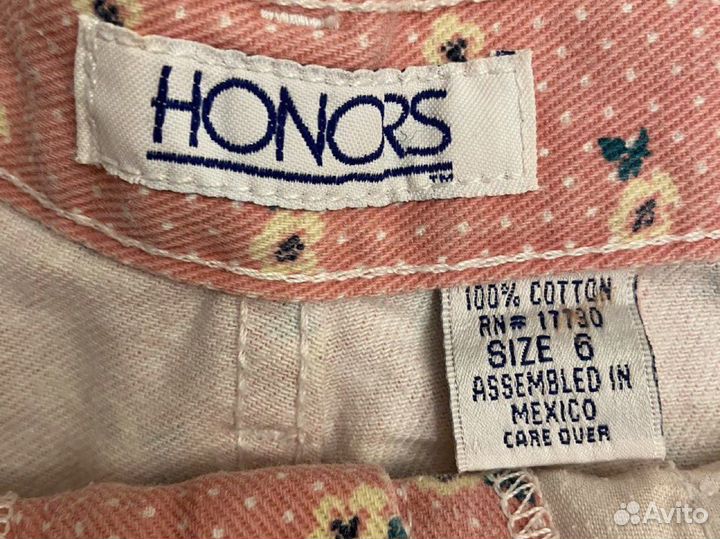 HONORS
TM
100% COTTON
RN# 17730
SIZE 6
ASSEMBLED IN
MEXICO
CARE OVER
Avito